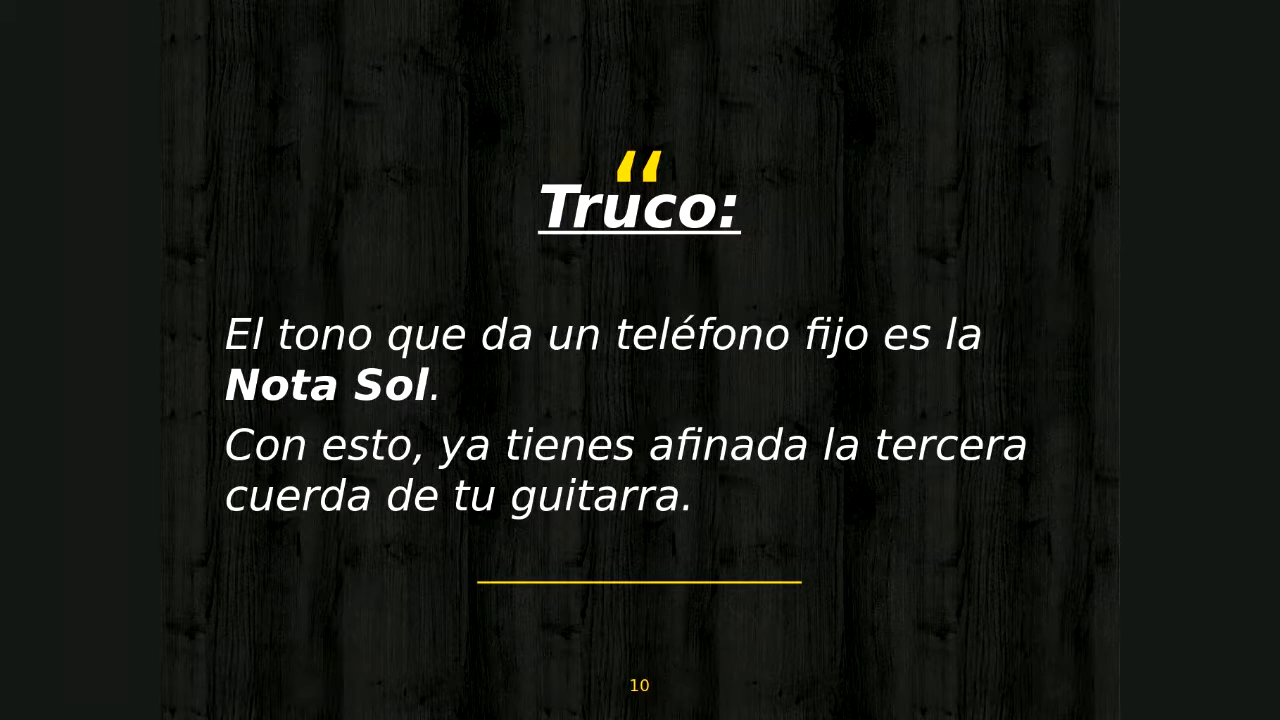 “
Truco:
El tono que da un teléfono fijo es la
Nota Sol.
Con esto, ya tienes afinada la tercera
cuerda de tu guitarra.
10